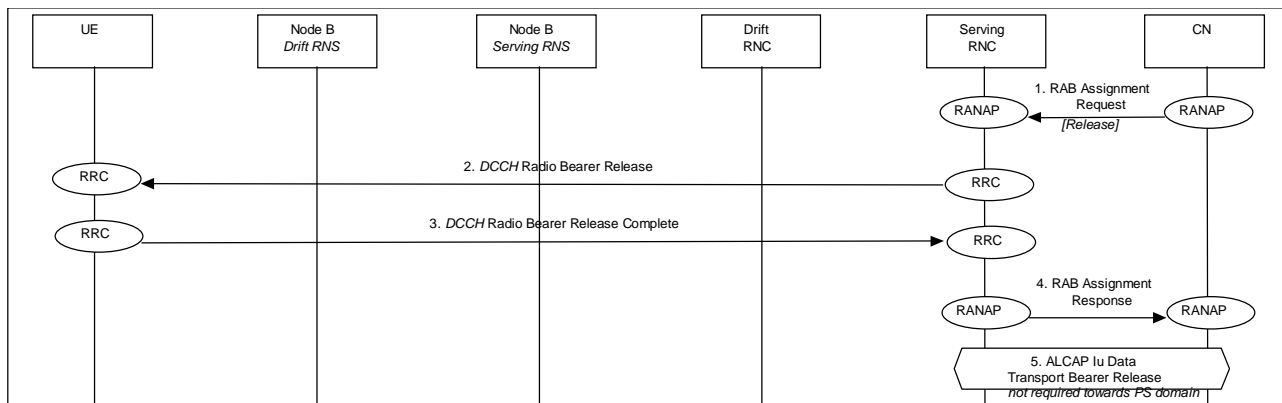 UE
Node B
Drift RNS
Node B
Serving RNS
Drift
RNC
Serving
RNC
CN
1. RAB Assignment
Request
[Release]
RANAP
RANAP
2. DCCH Radio Bearer Release
RRC
RRC
3. DCCH Radio Bearer Release Complete
RRC
RRC
4. RAB Assignment
Response
RANAP
RANAP
5. ALCAP Iu Data
Transport Bearer Release
not required towards PS domain